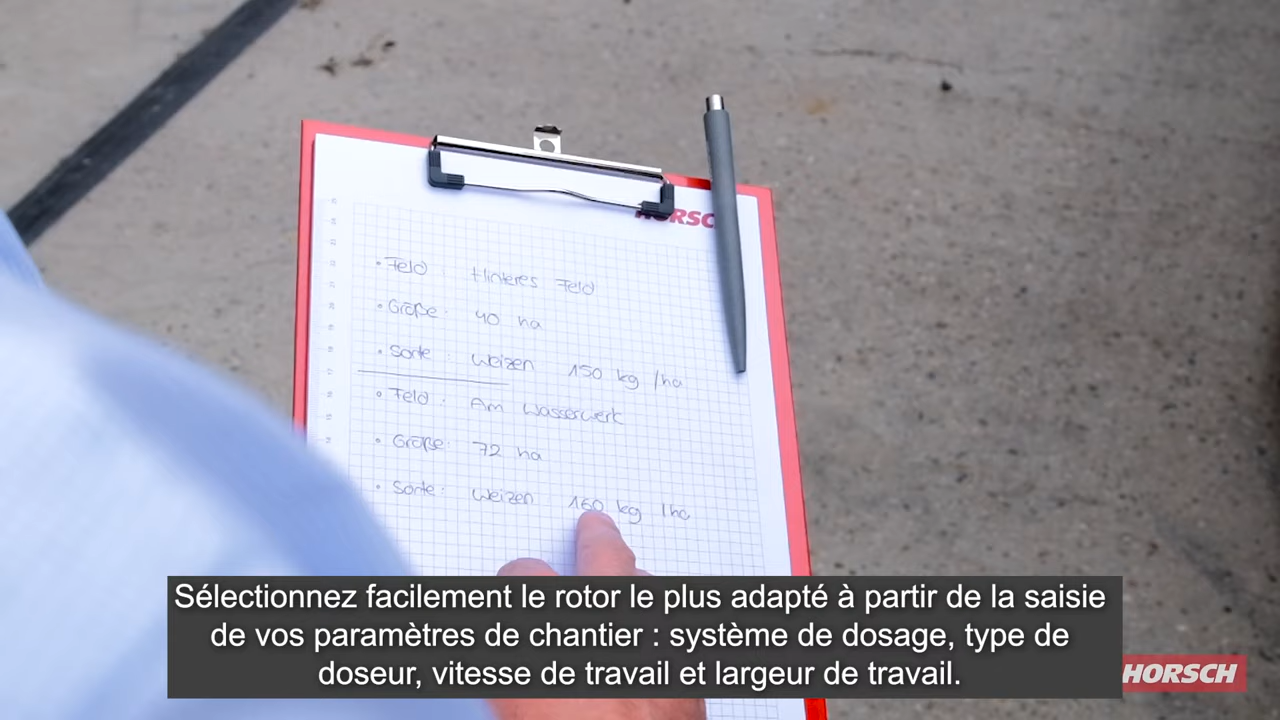 HORSCH
• Feld : Hinteres Feld
• Größe: 40 ha
• Sorte : Weizen 150 kg /ha
• Feld : Am Wasserwerk
• Größe: 72 ha
• Sorte: Weizen 160 kg /ha
Sélectionnez facilement le rotor le plus adapté à partir de la saisie
de vos paramètres de chantier : système de dosage, type de
doseur, vitesse de travail et largeur de travail.
HORSCH